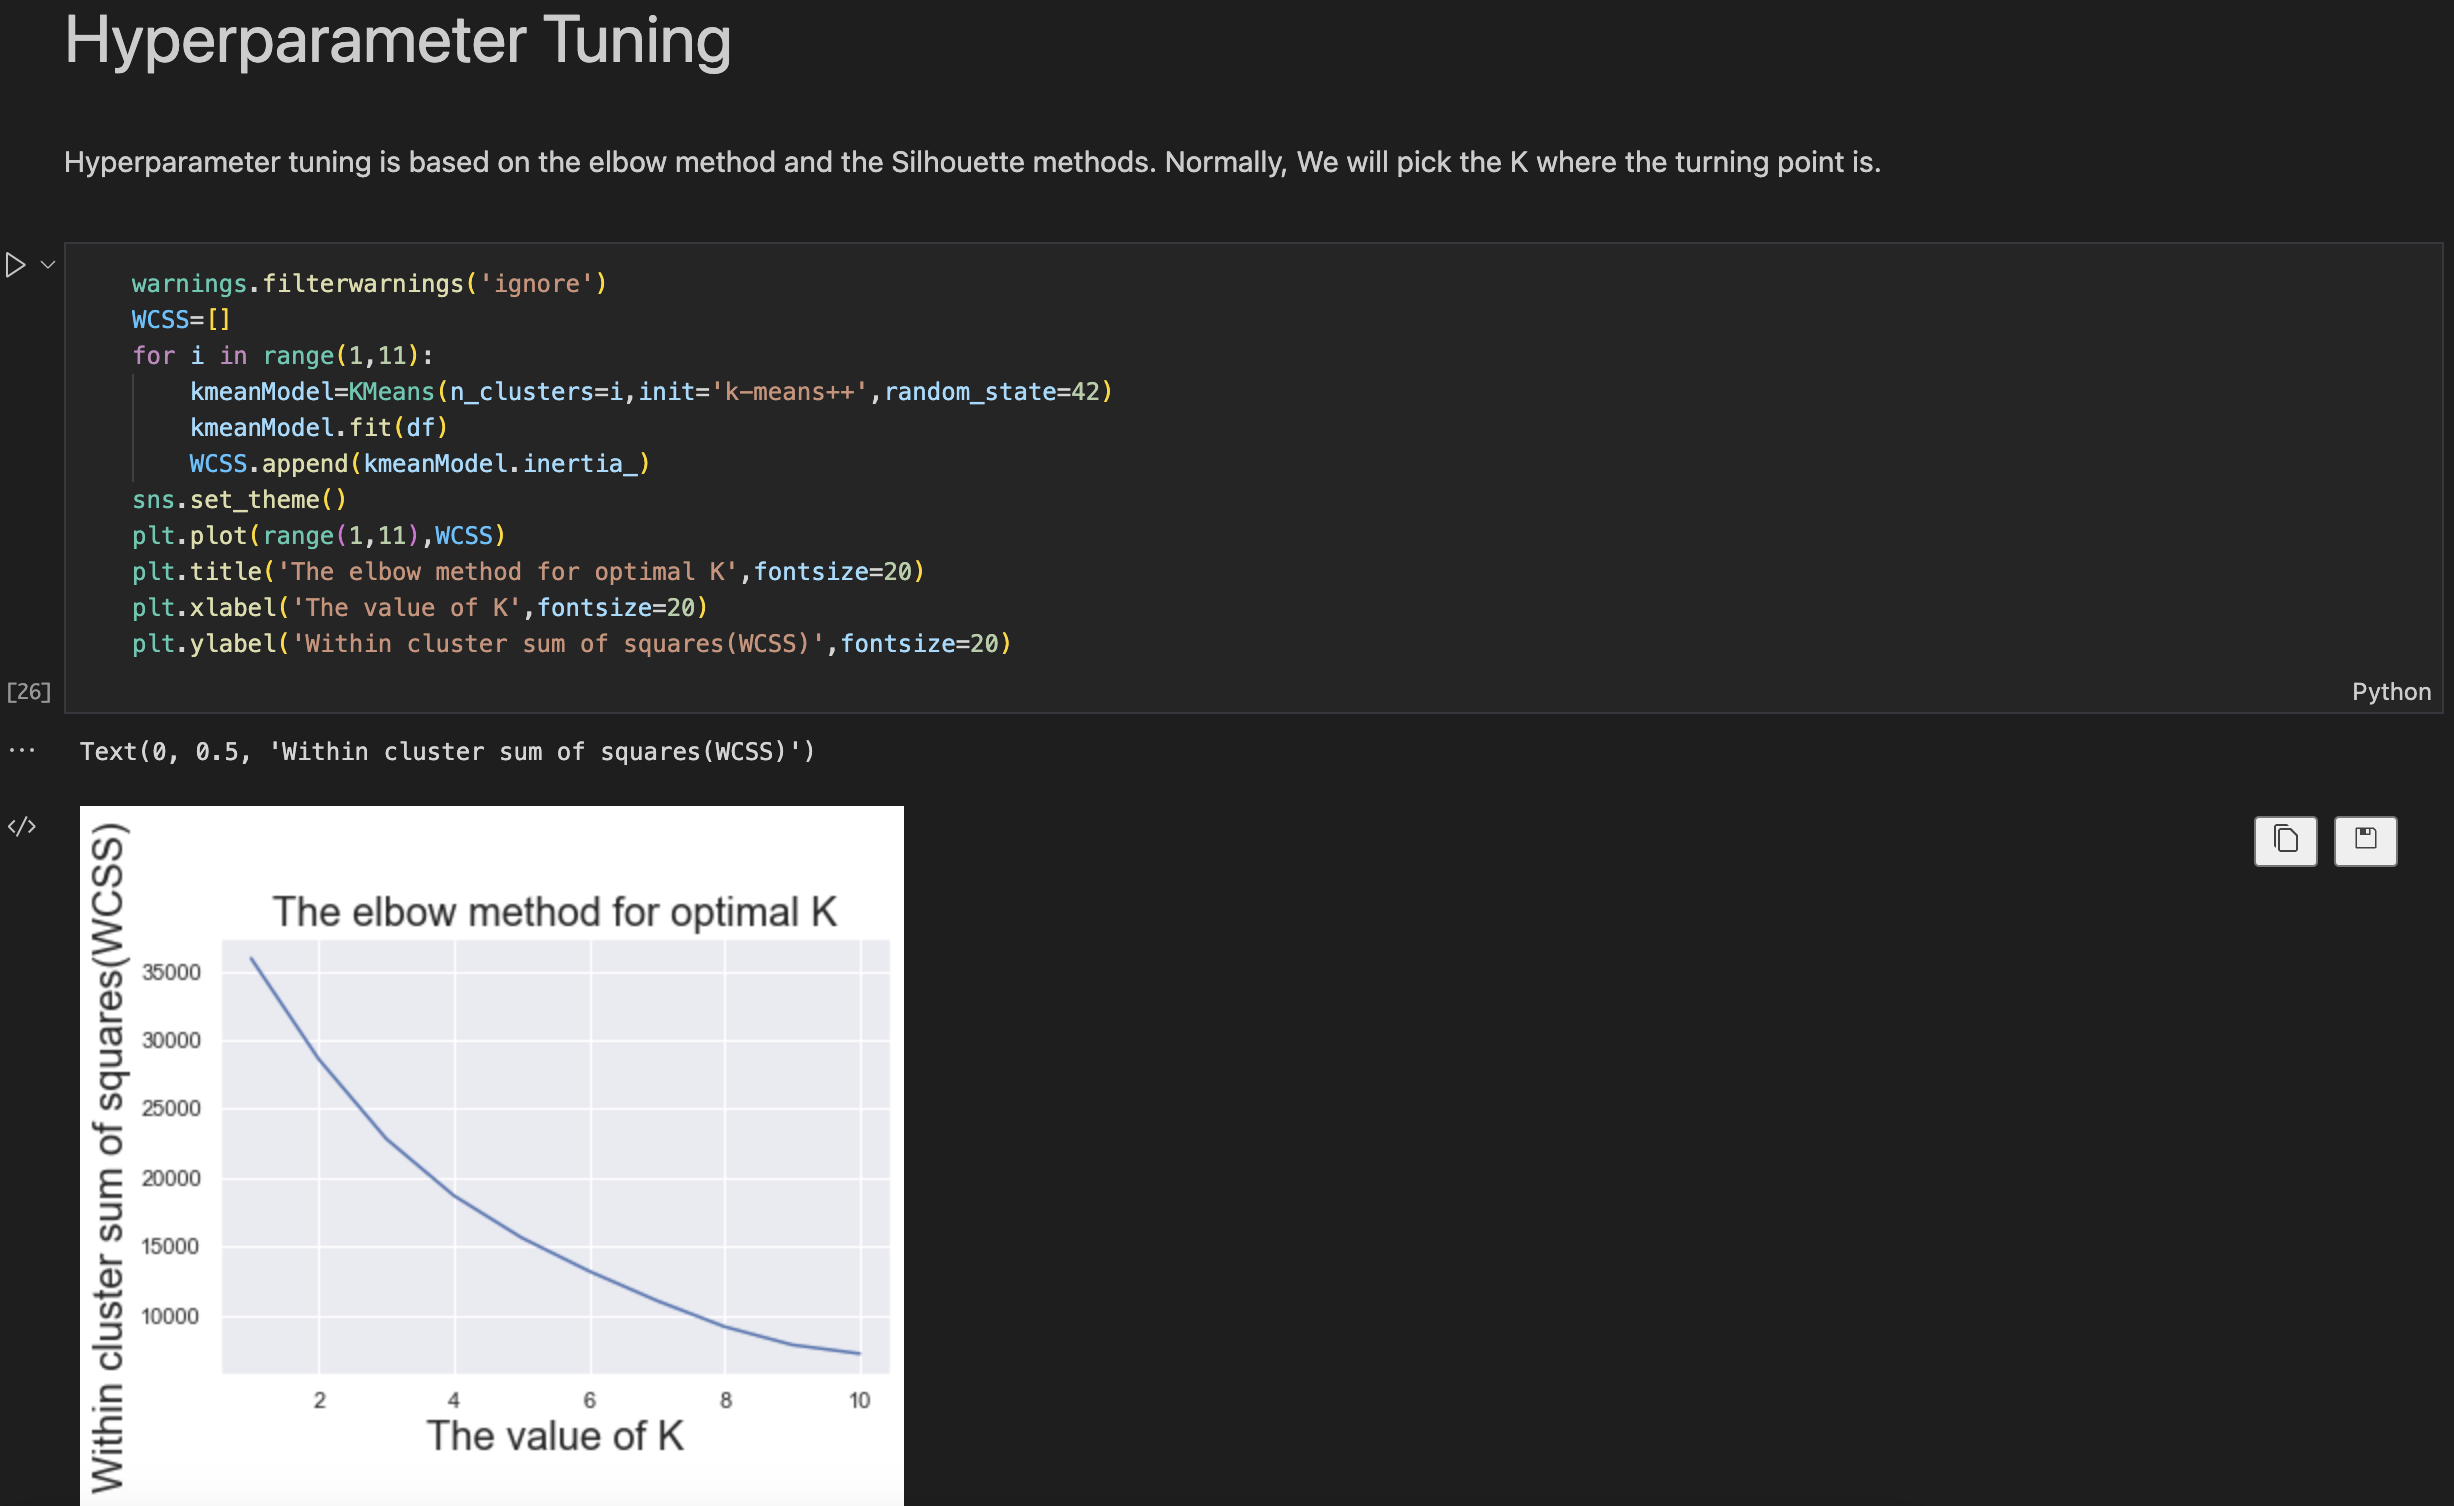 Hyperparameter Tuning
Hyperparameter tuning is based on the elbow method and the Silhouette methods. Normally, We will pick the K where the turning point is.
warnings.filterwarnings('ignore')
WCSS=[]
for i in range(1,11):
    kmeanModel=KMeans(n_clusters=i,init='k-means++',random_state=42)
    kmeanModel.fit(df)
    WCSS.append(kmeanModel.inertia_)
sns.set_theme()
plt.plot(range(1,11),WCSS)
plt.title('The elbow method for optimal K',fontsize=20)
plt.xlabel('The value of K',fontsize=20)
plt.ylabel('Within cluster sum of squares(WCSS)',fontsize=20)
[26]
Python
Text(0, 0.5, 'Within cluster sum of squares(WCSS)')
The elbow method for optimal K
Within cluster sum of squares(WCSS)
35000
30000
25000
20000
15000
10000
2 4 6 8 10
The value of K